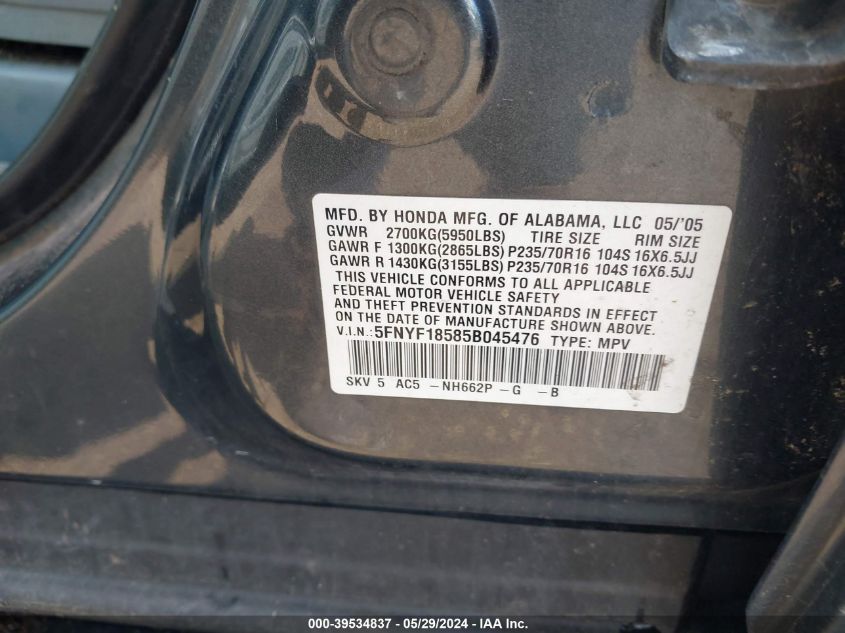 MFD. BY HONDA MFG. OF ALABAMA, LLC 05/'05
GVWR 2700KG(5950LBS) TIRE SIZE RIM SIZE
GAWR F 1300KG(2865LBS) P235/70R16 104S 16X6.5JJ
GAWR R 1430KG(3155LBS) P235/70R16 104S 16X6.5JJ
THIS VEHICLE CONFORMS TO ALL APPLICABLE
FEDERAL MOTOR VEHICLE SAFETY
AND THEFT PREVENTION STANDARDS IN EFFECT
ON THE DATE OF MANUFACTURE SHOWN ABOVE.
V.I.N.: 5FNYF18585B045476 TYPE: MPV
SKV 5 AC5 -NH662P -G -B
000-39534837 - 05/29/2024 - IAA Inc.